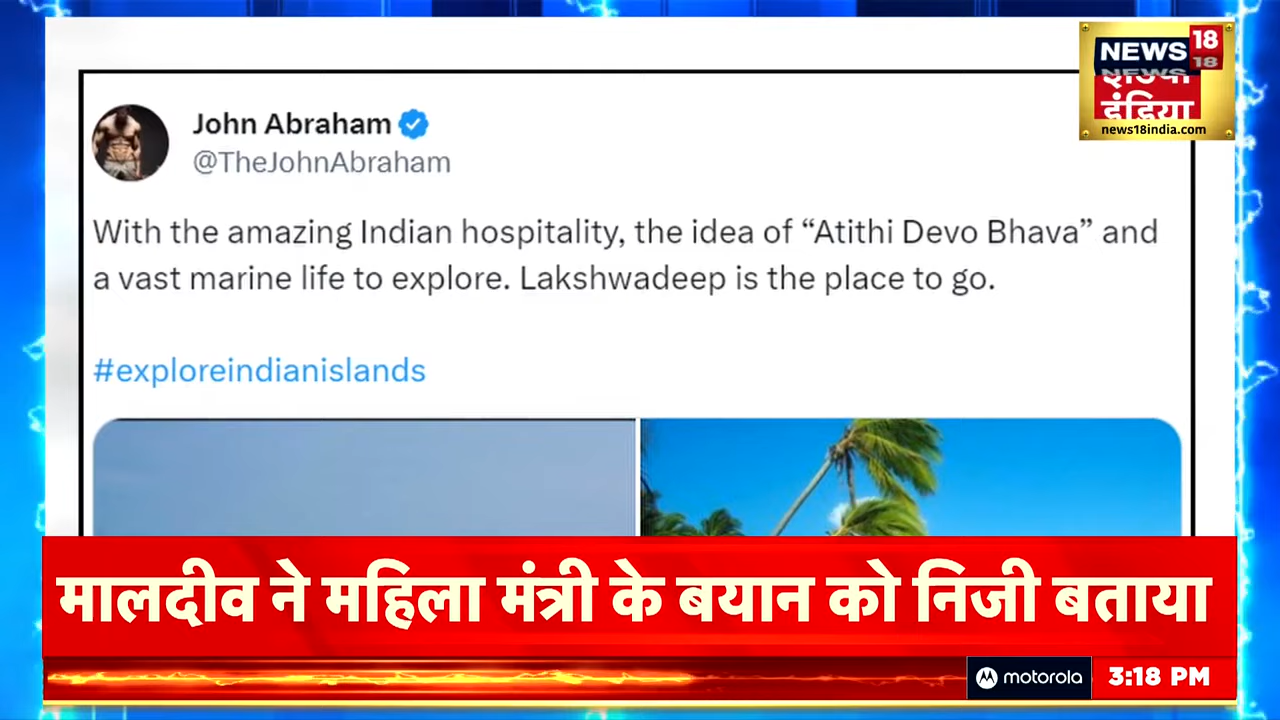 NEWS 18
इंडिया
news18india.com
John Abraham
@TheJohnAbraham
With the amazing Indian hospitality, the idea of “Atithi Devo Bhava” and
a vast marine life to explore. Lakshwadeep is the place to go.
#exploreindianislands
मालदीव ने महिला मंत्री के बयान को निजी बताया
motorola
3:18 PM